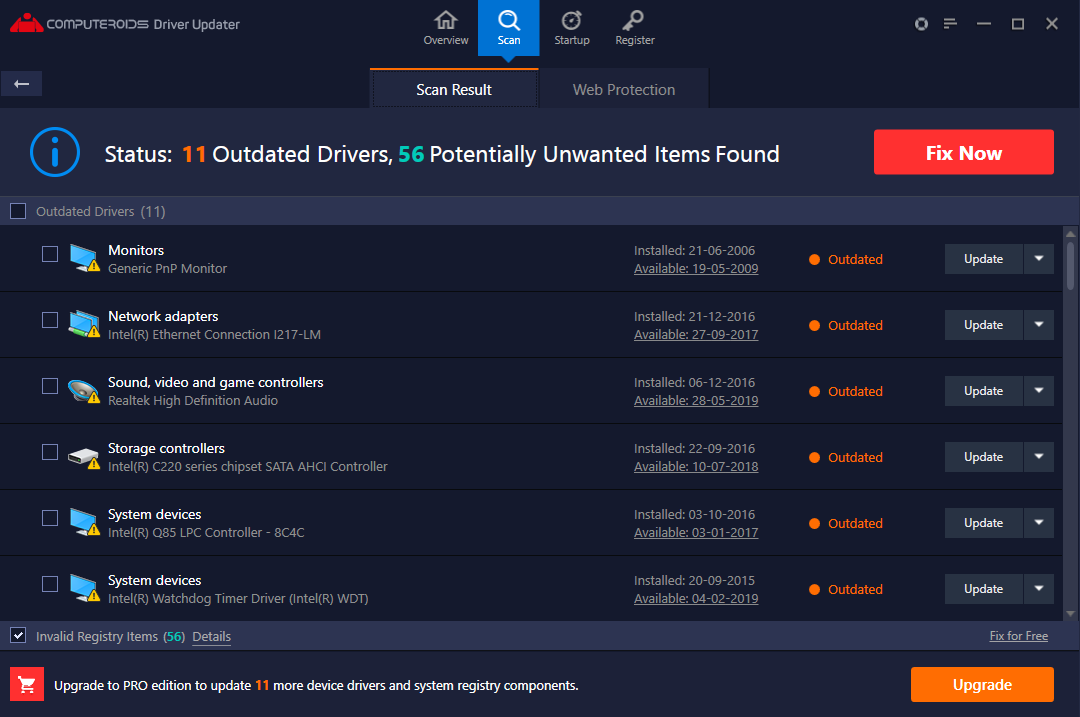 COMPUTEROIDS Driver Updater
Overview
Scan
Startup
Register
Scan Result
Web Protection
Status: 11 Outdated Drivers, 56 Potentially Unwanted Items Found
Fix Now
Outdated Drivers (11)
Monitors
Generic PnP Monitor
Installed: 21-06-2006
Available: 19-05-2009
Outdated
Update
Network adapters
Intel(R) Ethernet Connection I217-LM
Installed: 21-12-2016
Available: 27-09-2017
Outdated
Update
Sound, video and game controllers
Realtek High Definition Audio
Installed: 06-12-2016
Available: 28-05-2019
Outdated
Update
Storage controllers
Intel(R) C220 series chipset SATA AHCI Controller
Installed: 22-09-2016
Available: 10-07-2018
Outdated
Update
System devices
Intel(R) Q85 LPC Controller - 8C4C
Installed: 03-10-2016
Available: 03-01-2017
Outdated
Update
System devices
Intel(R) Watchdog Timer Driver (Intel(R) WDT)
Installed: 20-09-2015
Available: 04-02-2019
Outdated
Update
Invalid Registry Items (56) Details
Fix for Free
Upgrade to PRO edition to update 11 more device drivers and system registry components.
Upgrade